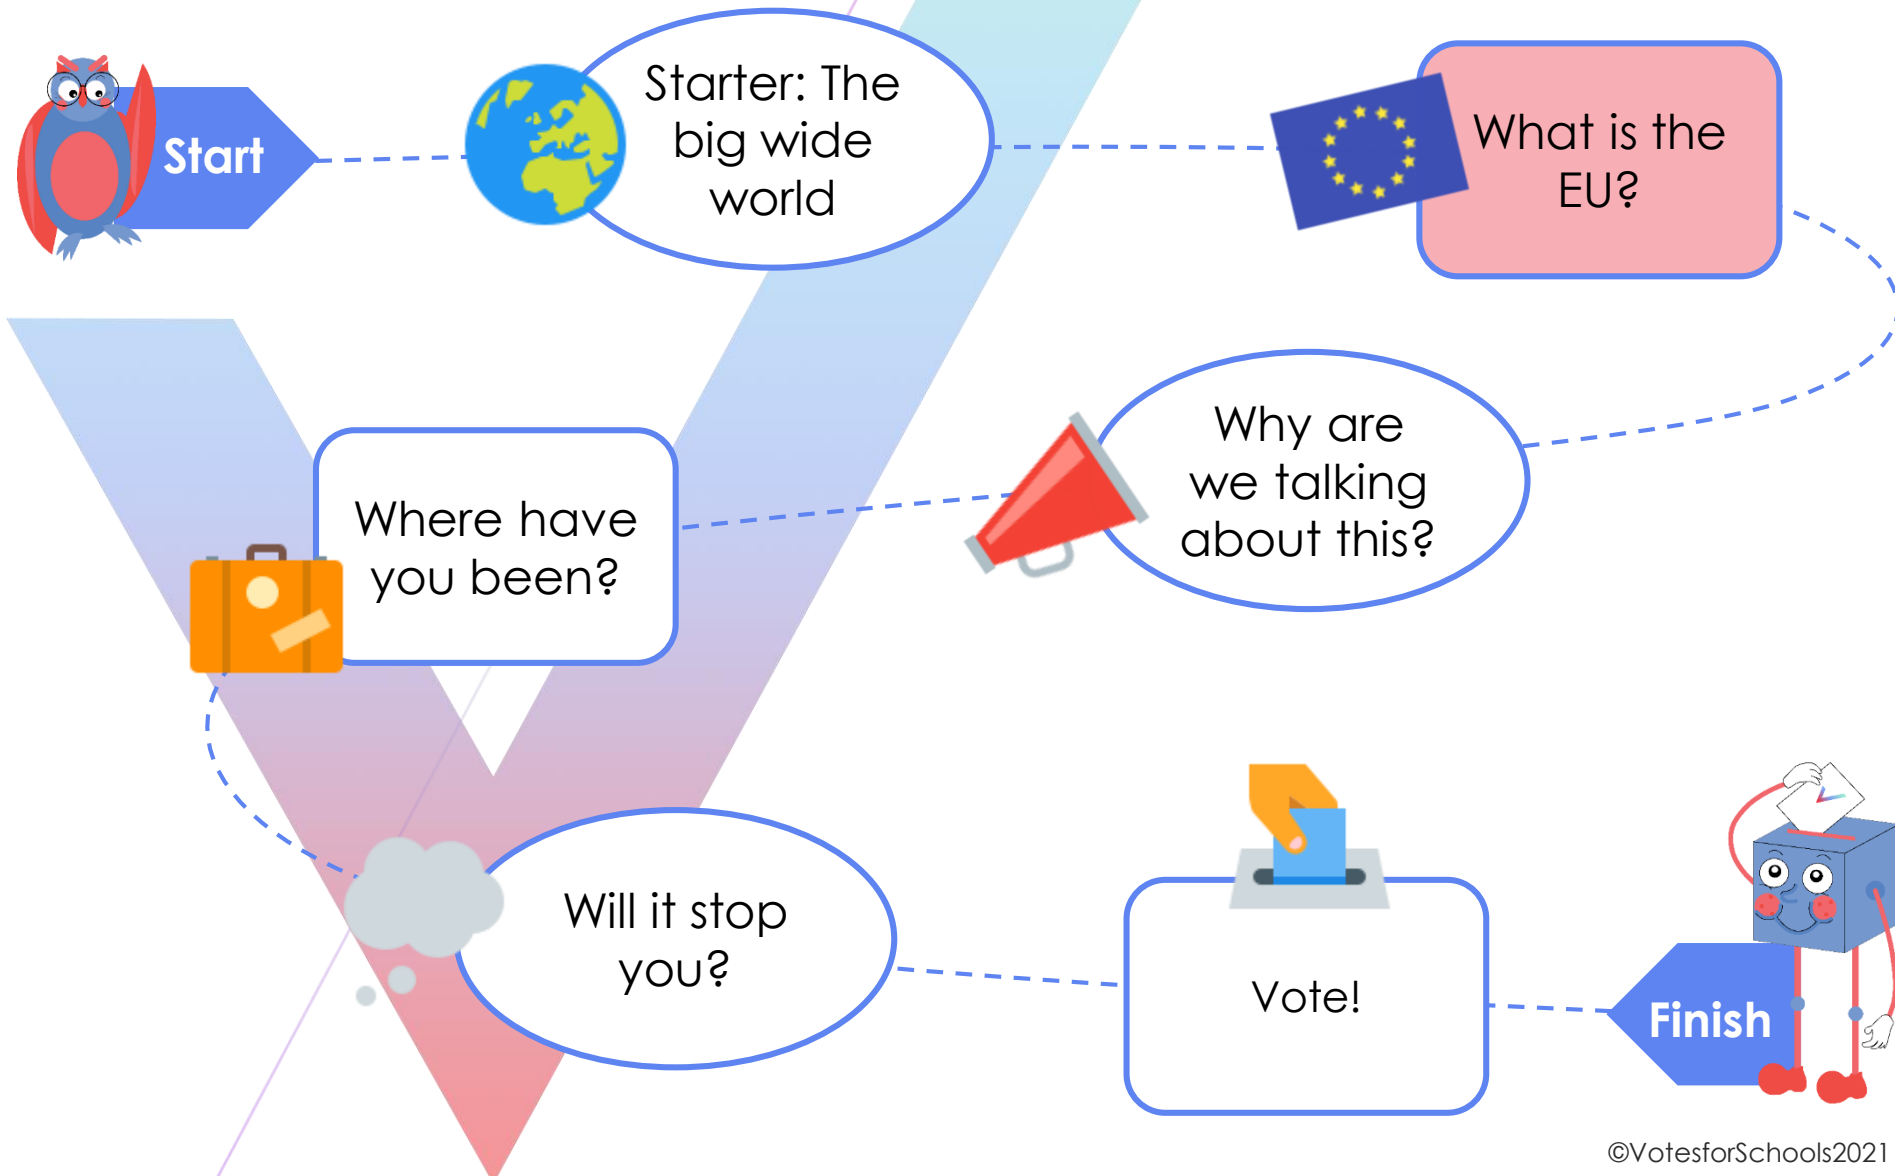 Start
Starter: The
big wide
world
What is the
EU?
Why are
we talking
about this?
Where have
you been?
Will it stop
you?
Vote!
Finish
©VotesforSchools2021